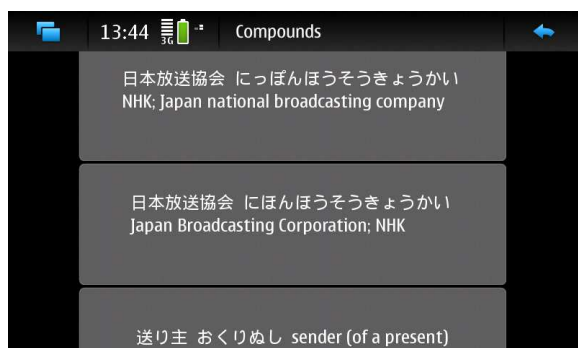 13:44 3G Compounds
日本放送協会 にっぽんほうそうきょうかい
NHK; Japan national broadcasting company
日本放送協会 にほんほうそうきょうかい
Japan Broadcasting Corporation; NHK
送り主 おくりぬし sender (of a present)